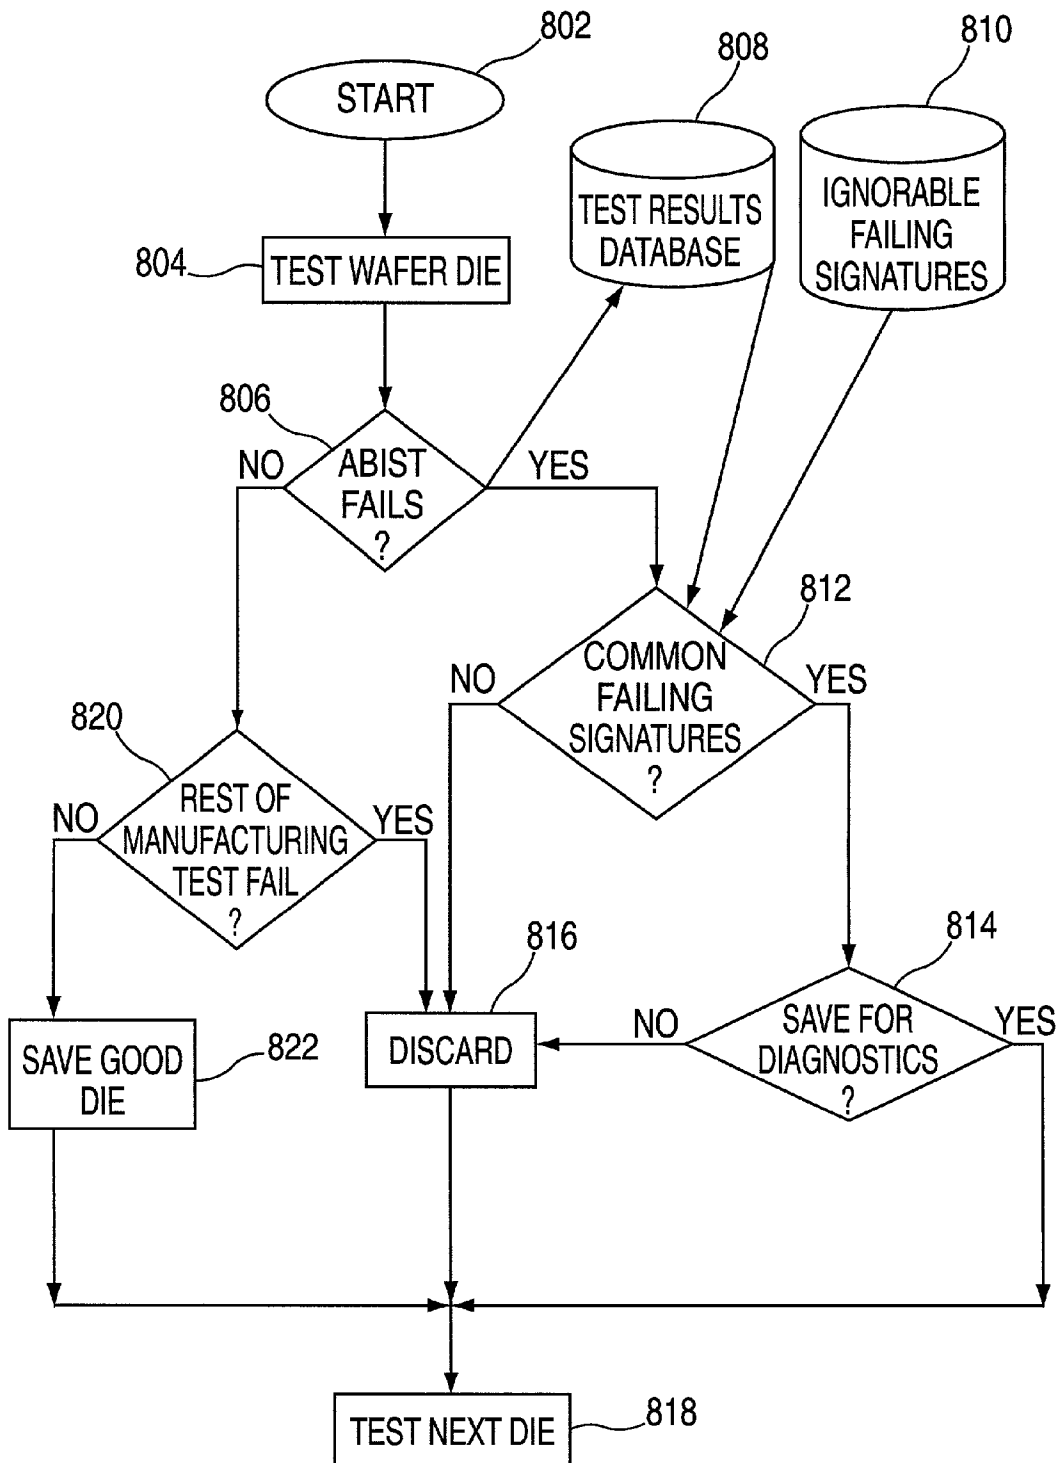 802
START
808
810
TEST RESULTS
DATABASE
IGNORABLE
FAILING
SIGNATURES
804
TEST WAFER DIE
806
NO
ABIST
FAILS
?
YES
812
NO
COMMON
FAILING
SIGNATURES
?
YES
820
NO
REST OF
MANUFACTURING
TEST FAIL
?
YES
816
814
SAVE GOOD
DIE
822
DISCARD
NO
SAVE FOR
DIAGNOSTICS
?
YES
TEST NEXT DIE
818